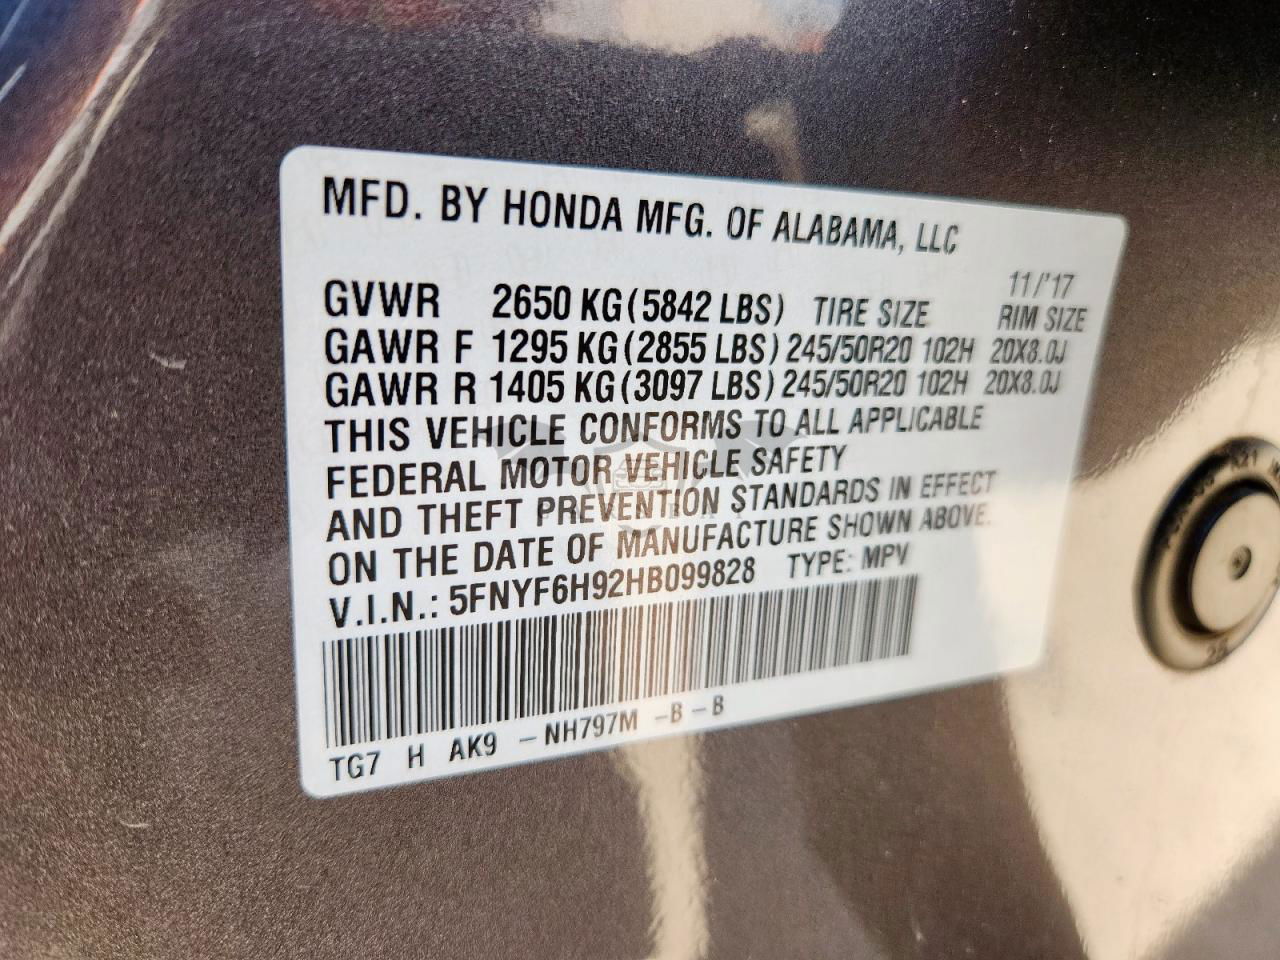 MFD. BY HONDA MFG. OF ALABAMA, LLC
11/'17
GVWR 2650 KG (5842 LBS) TIRE SIZE RIM SIZE
GAWR F 1295 KG (2855 LBS) 245/50R20 102H 20X8.0J
GAWR R 1405 KG (3097 LBS) 245/50R20 102H 20X8.0J
THIS VEHICLE CONFORMS TO ALL APPLICABLE
FEDERAL MOTOR VEHICLE SAFETY
AND THEFT PREVENTION STANDARDS IN EFFECT
ON THE DATE OF MANUFACTURE SHOWN ABOVE.
V.I.N.: 5FNYF6H92HB099828 TYPE: MPV
TG7 H AK9 - NH797M - B - B